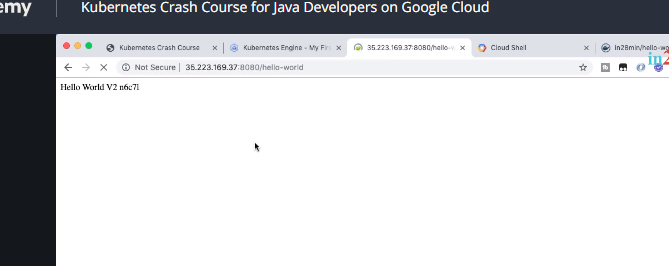 emy Kubernetes Crash Course for Java Developers on Google Cloud
Kubernetes Crash Course Kubernetes Engine - My Fir 35.223.169.37:8080/hello- Cloud Shell in28min/hello-wo
Not Secure 35.223.169.37:8080/hello-world
in2
Hello World V2 n6c7l